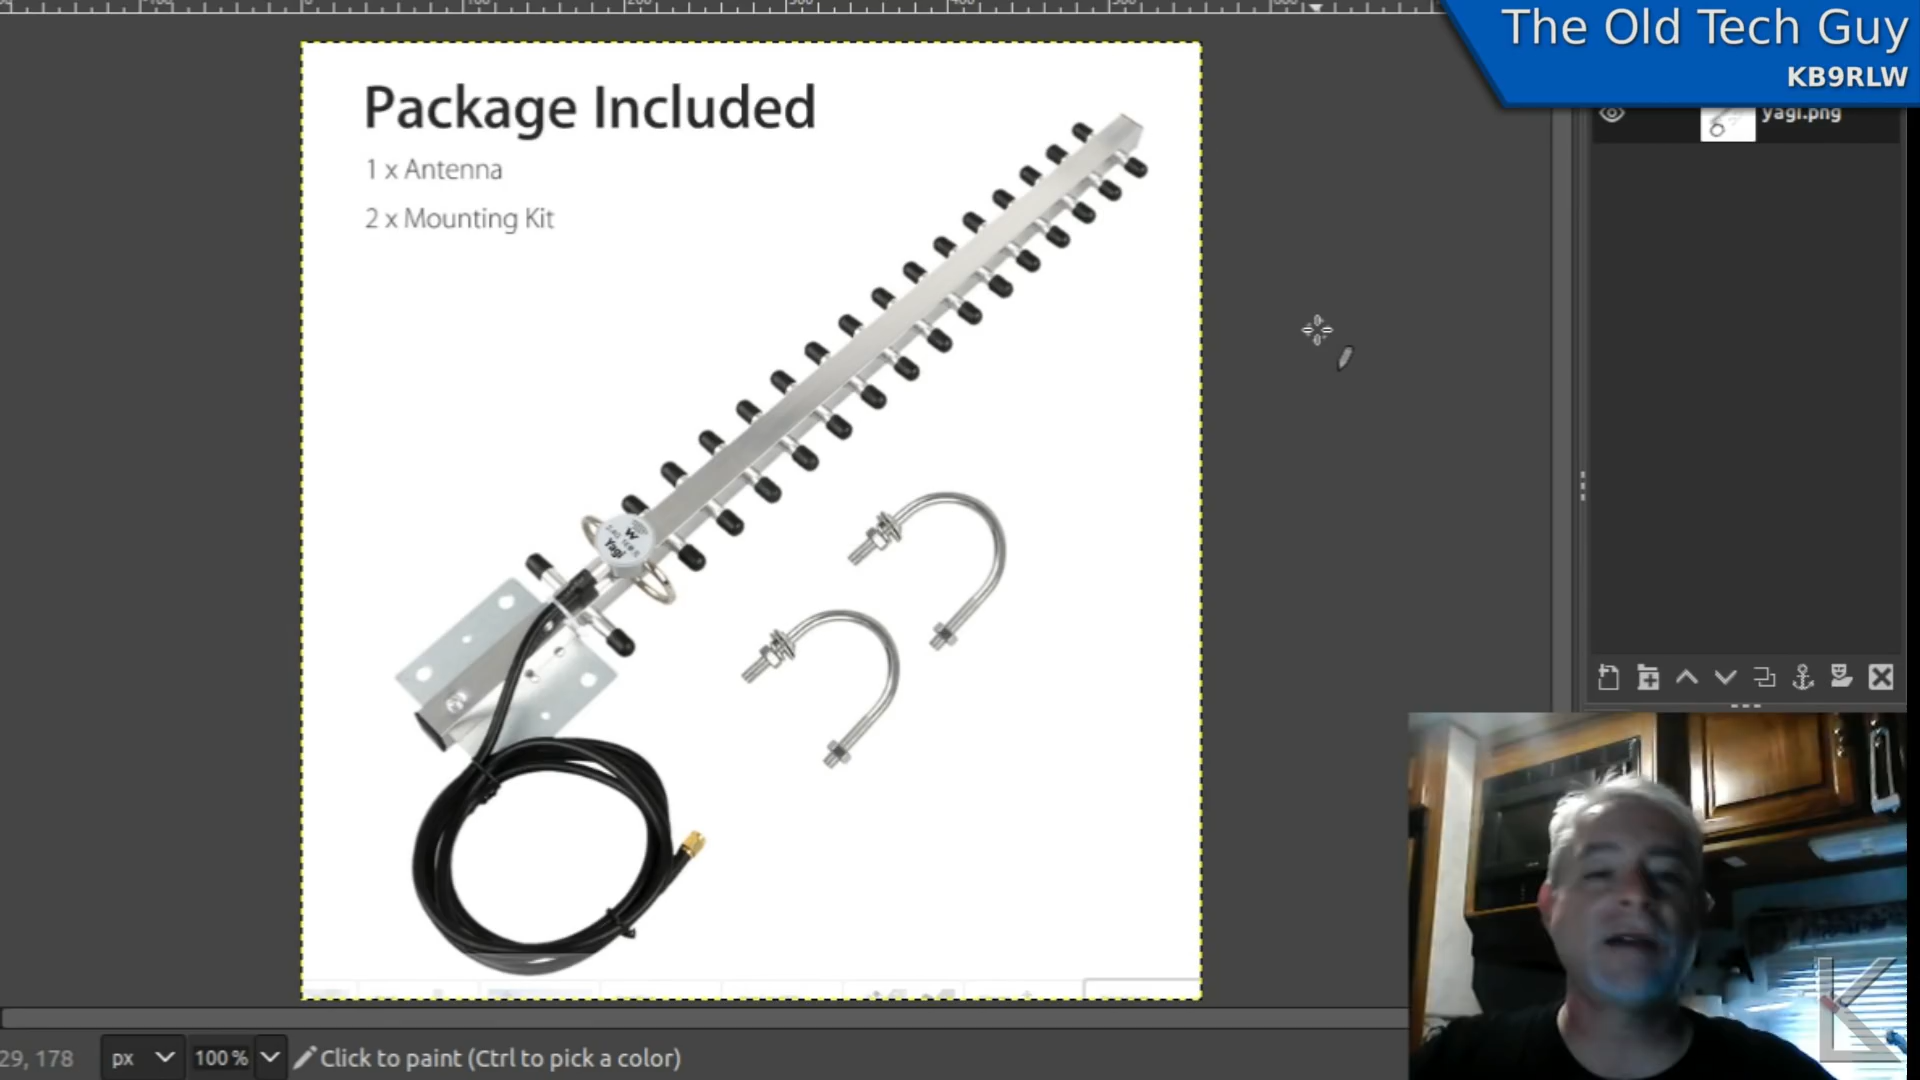 The Old Tech Guy
KB9RLW
yagi.png
Package Included
1 x Antenna
2 x Mounting Kit
Yagi
29, 178
px
100 %
Click to paint (Ctrl to pick a color)